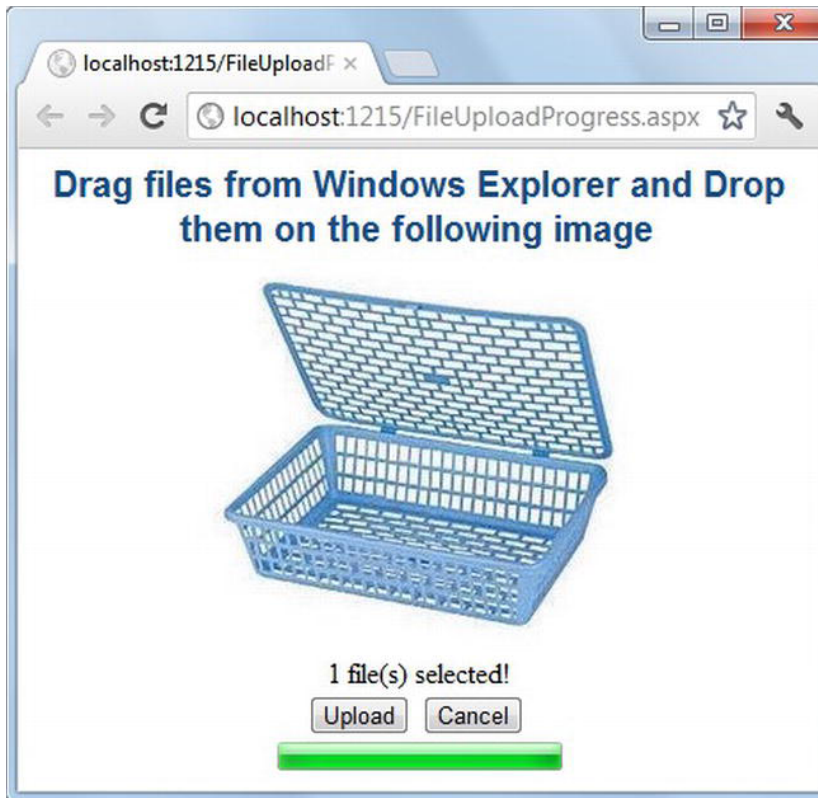 localhost:1215/FileUploadF
localhost:1215/FileUploadProgress.aspx
Drag files from Windows Explorer and Drop
them on the following image
1 file(s) selected!
Upload Cancel